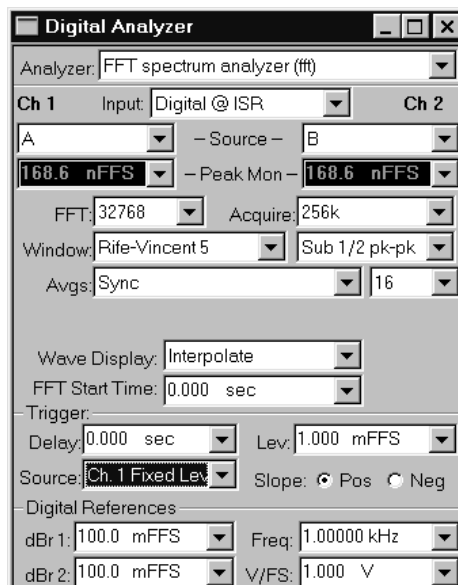 Digital Analyzer
Analyzer: FFT spectrum analyzer (fft)
Ch 1 Input: Digital @ ISR Ch 2
A – Source – B
168.6 nFFS – Peak Mon – 168.6 nFFS
FFT: 32768 Acquire: 256k
Window: Rife-Vincent 5 Sub 1/2 pk-pk
Avgs: Sync 16
Wave Display: Interpolate
FFT Start Time: 0.000 sec
Trigger:
Delay: 0.000 sec Lev: 1.000 mFFS
Source: Ch. 1 Fixed Lev Slope: Pos Neg
Digital References
dBr 1: 100.0 mFFS Freq: 1.00000 kHz
dBr 2: 100.0 mFFS V/FS: 1.000 V